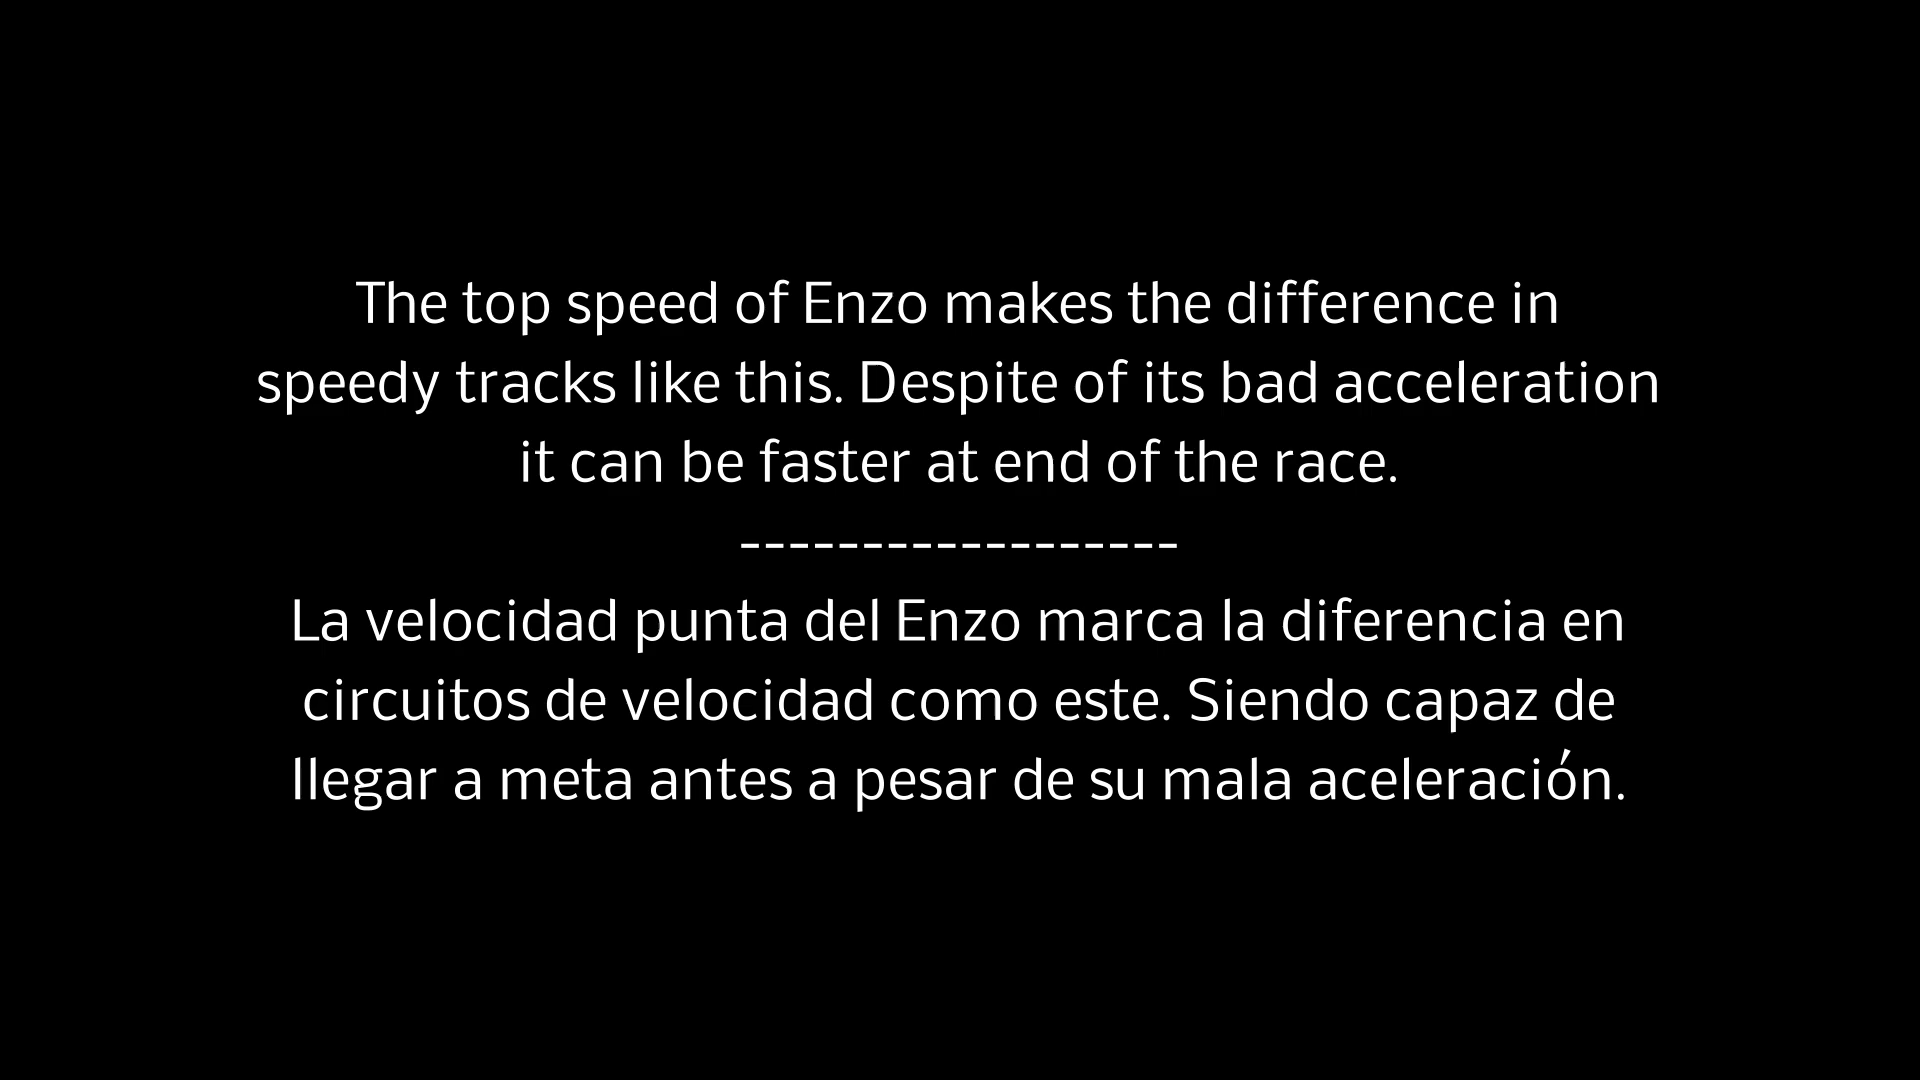 The top speed of Enzo makes the difference in
speedy tracks like this. Despite of its bad acceleration
it can be faster at end of the race.
------------------
La velocidad punta del Enzo marca la diferencia en
circuitos de velocidad como este. Siendo capaz de
llegar a meta antes a pesar de su mala aceleración.